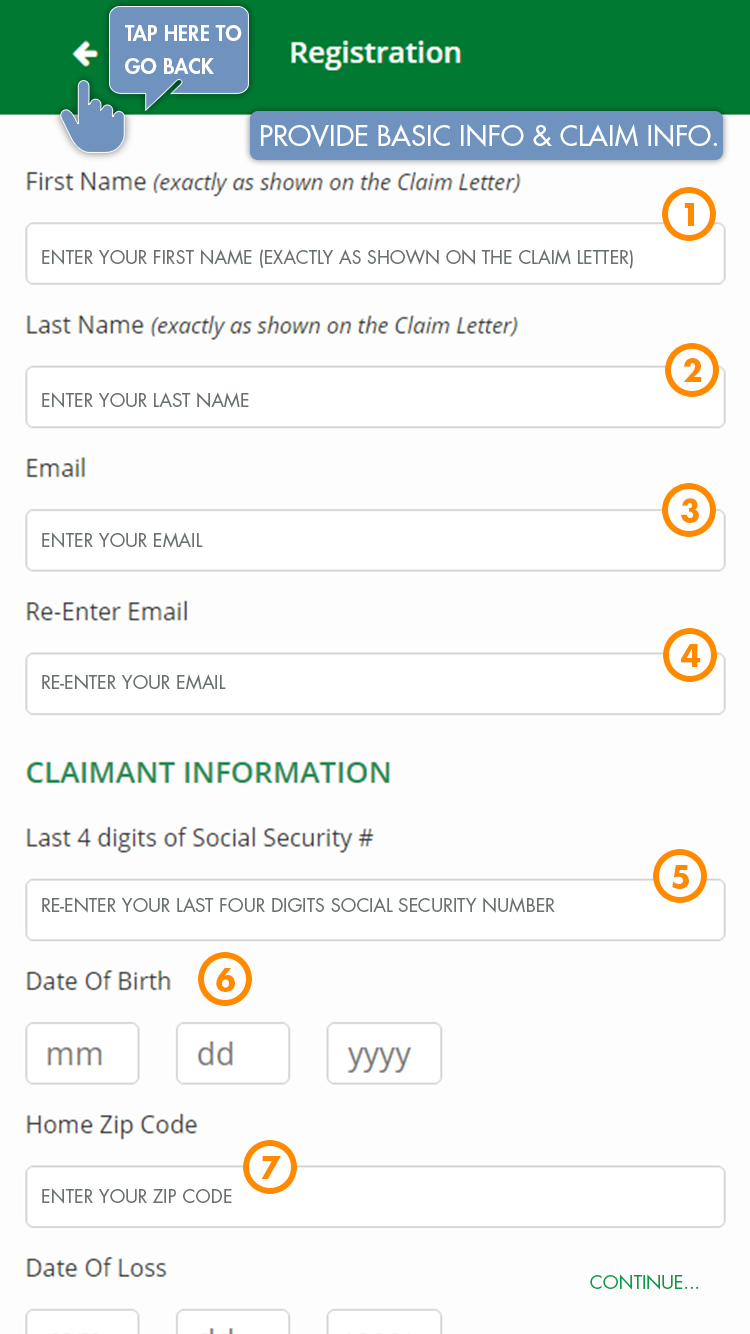 TAP HERE TO
GO BACK
Registration
PROVIDE BASIC INFO & CLAIM INFO.
First Name (exactly as shown on the Claim Letter)
1
ENTER YOUR FIRST NAME (EXACTLY AS SHOWN ON THE CLAIM LETTER)
Last Name (exactly as shown on the Claim Letter)
2
ENTER YOUR LAST NAME
Email
3
ENTER YOUR EMAIL
Re-Enter Email
4
RE-ENTER YOUR EMAIL
CLAIMANT INFORMATION
Last 4 digits of Social Security #
5
RE-ENTER YOUR LAST FOUR DIGITS SOCIAL SECURITY NUMBER
Date Of Birth 6
mm dd yyyy
Home Zip Code
7
ENTER YOUR ZIP CODE
Date Of Loss
CONTINUE...